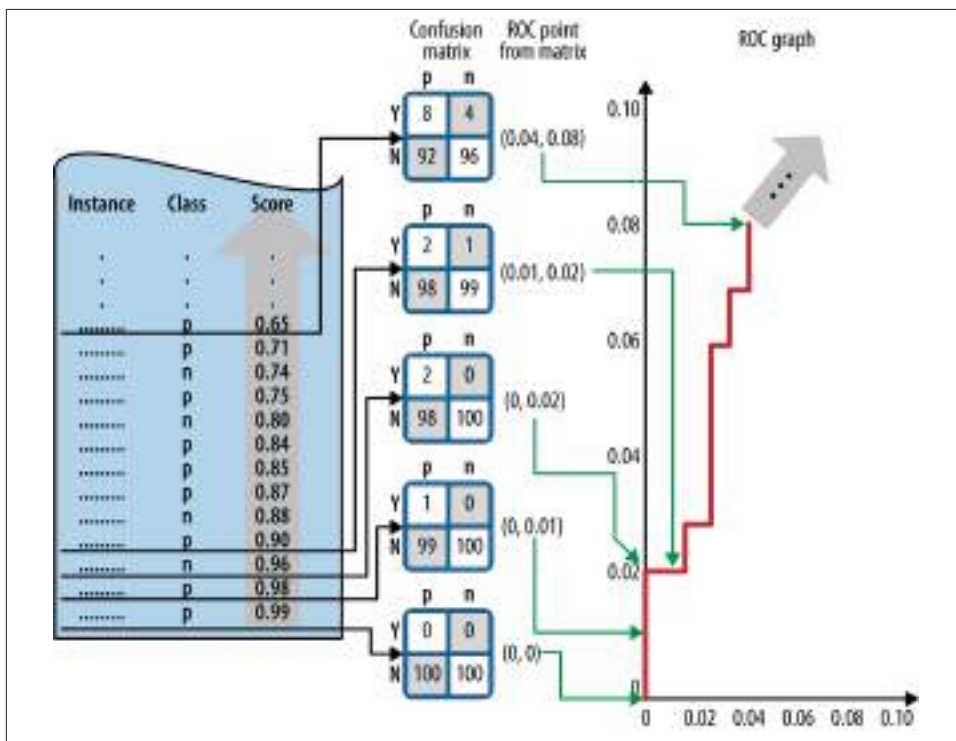 Confusion matrix
ROC point from matrix
ROC graph
p n
Y 8 4
N 92 96
(0.04, 0.08)
p n
Y 2 1
N 98 99
(0.01, 0.02)
p n
Y 2 0
N 98 100
(0, 0.02)
p n
Y 1 0
N 99 100
(0, 0.01)
p n
Y 0 0
N 100 100
(0, 0)
Instance Class Score
. . .
. . .
. . .
......... p 0.65
......... p 0.71
......... n 0.74
......... p 0.75
......... n 0.80
......... p 0.84
......... p 0.85
......... p 0.87
......... n 0.88
......... p 0.90
......... n 0.96
......... p 0.98
......... p 0.99
...
0.10
0.08
0.06
0.04
0.02
0
0 0.02 0.04 0.06 0.08 0.10